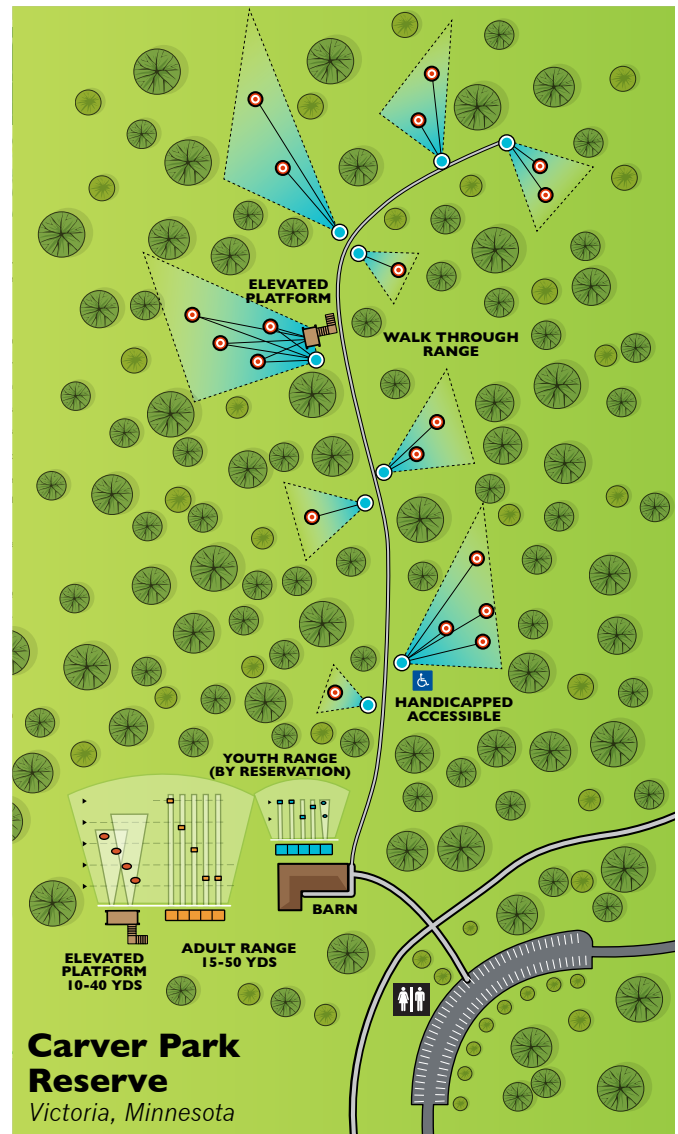 ELEVATED
PLATFORM
WALK THROUGH
RANGE
HANDICAPPED
ACCESSIBLE
YOUTH RANGE
(BY RESERVATION)
BARN
ELEVATED
PLATFORM
10-40 YDS
ADULT RANGE
15-50 YDS
Carver Park
Reserve
Victoria, Minnesota